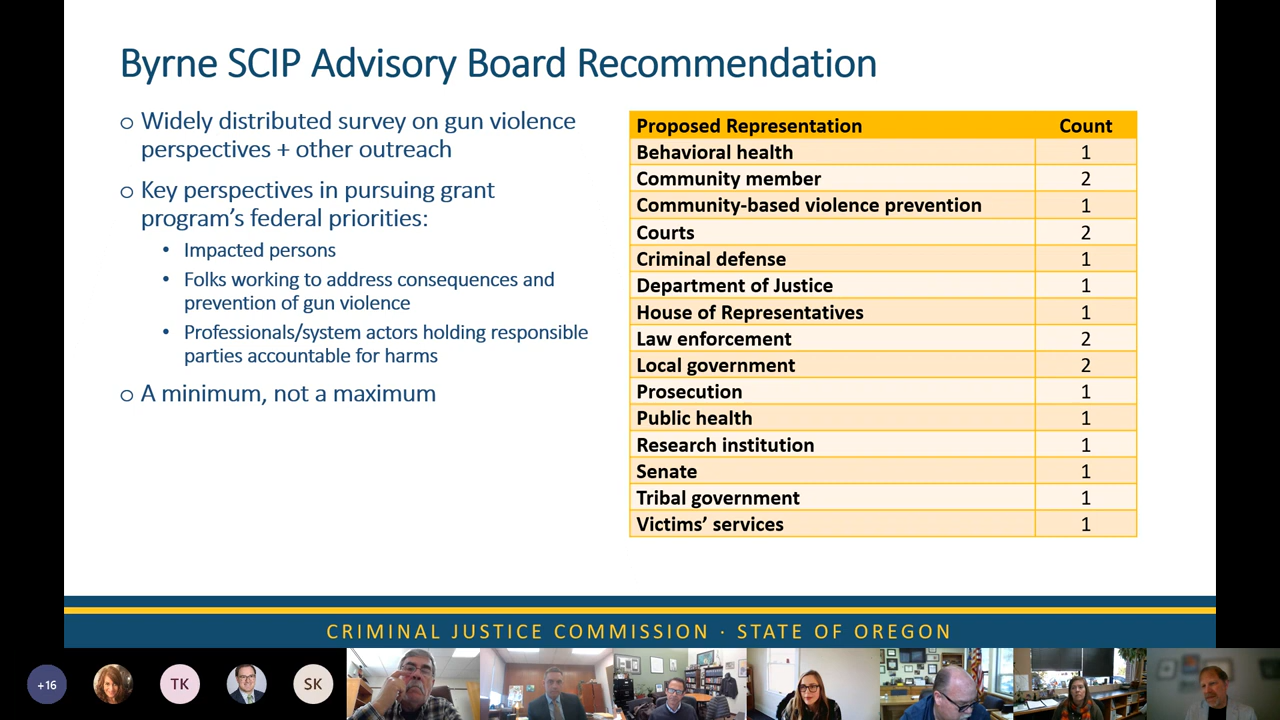 Byrne SCIP Advisory Board Recommendation
o Widely distributed survey on gun violence
perspectives + other outreach
o Key perspectives in pursuing grant
program's federal priorities:
• Impacted persons
• Folks working to address consequences and
prevention of gun violence
• Professionals/system actors holding responsible
parties accountable for harms
o A minimum, not a maximum
Proposed Representation Count
Behavioral health 1
Community member 2
Community-based violence prevention 1
Courts 2
Criminal defense 1
Department of Justice 1
House of Representatives 1
Law enforcement 2
Local government 2
Prosecution 1
Public health 1
Research institution 1
Senate 1
Tribal government 1
Victims’ services 1
CRIMINAL JUSTICE COMMISSION · STATE OF OREGON
+16 TK SK